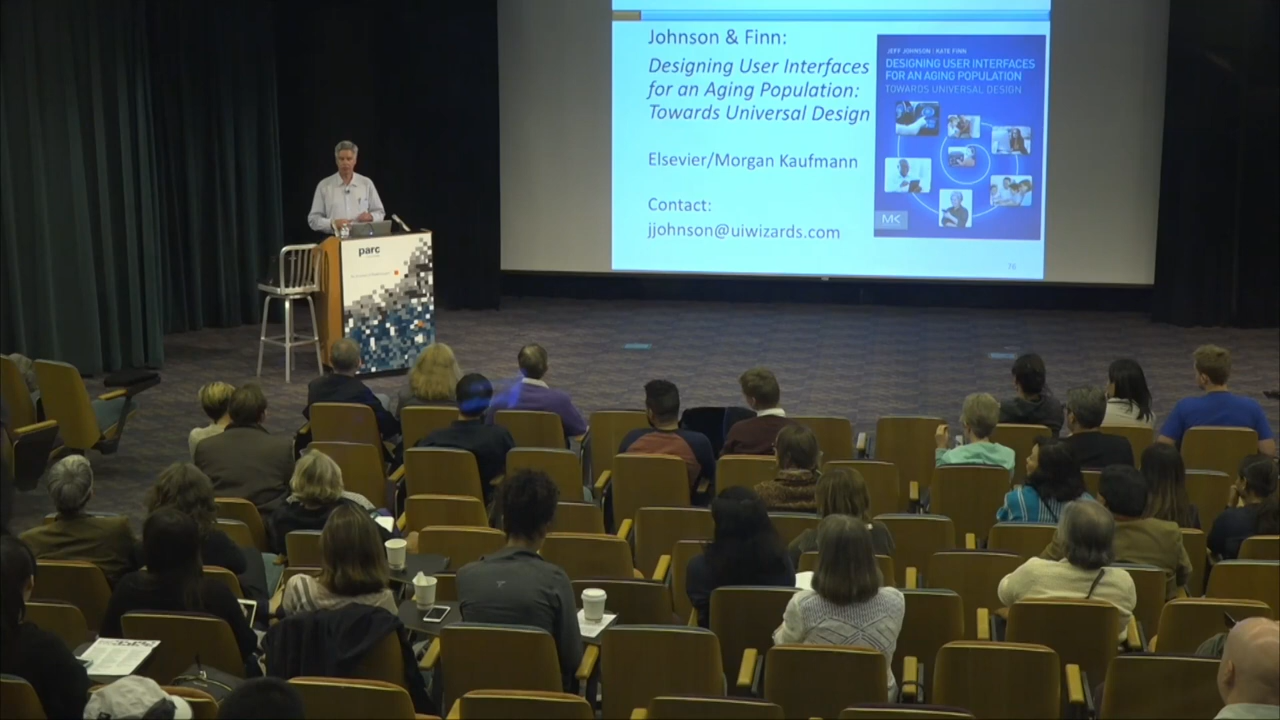 Johnson & Finn:
Designing User Interfaces
for an Aging Population:
Towards Universal Design
Elsevier/Morgan Kaufmann
Contact:
jjohnson@uiwizards.com
JEFF JOHNSON | KATE FINN
DESIGNING USER INTERFACES
FOR AN AGING POPULATION
TOWARDS UNIVERSAL DESIGN
MK
76
parc